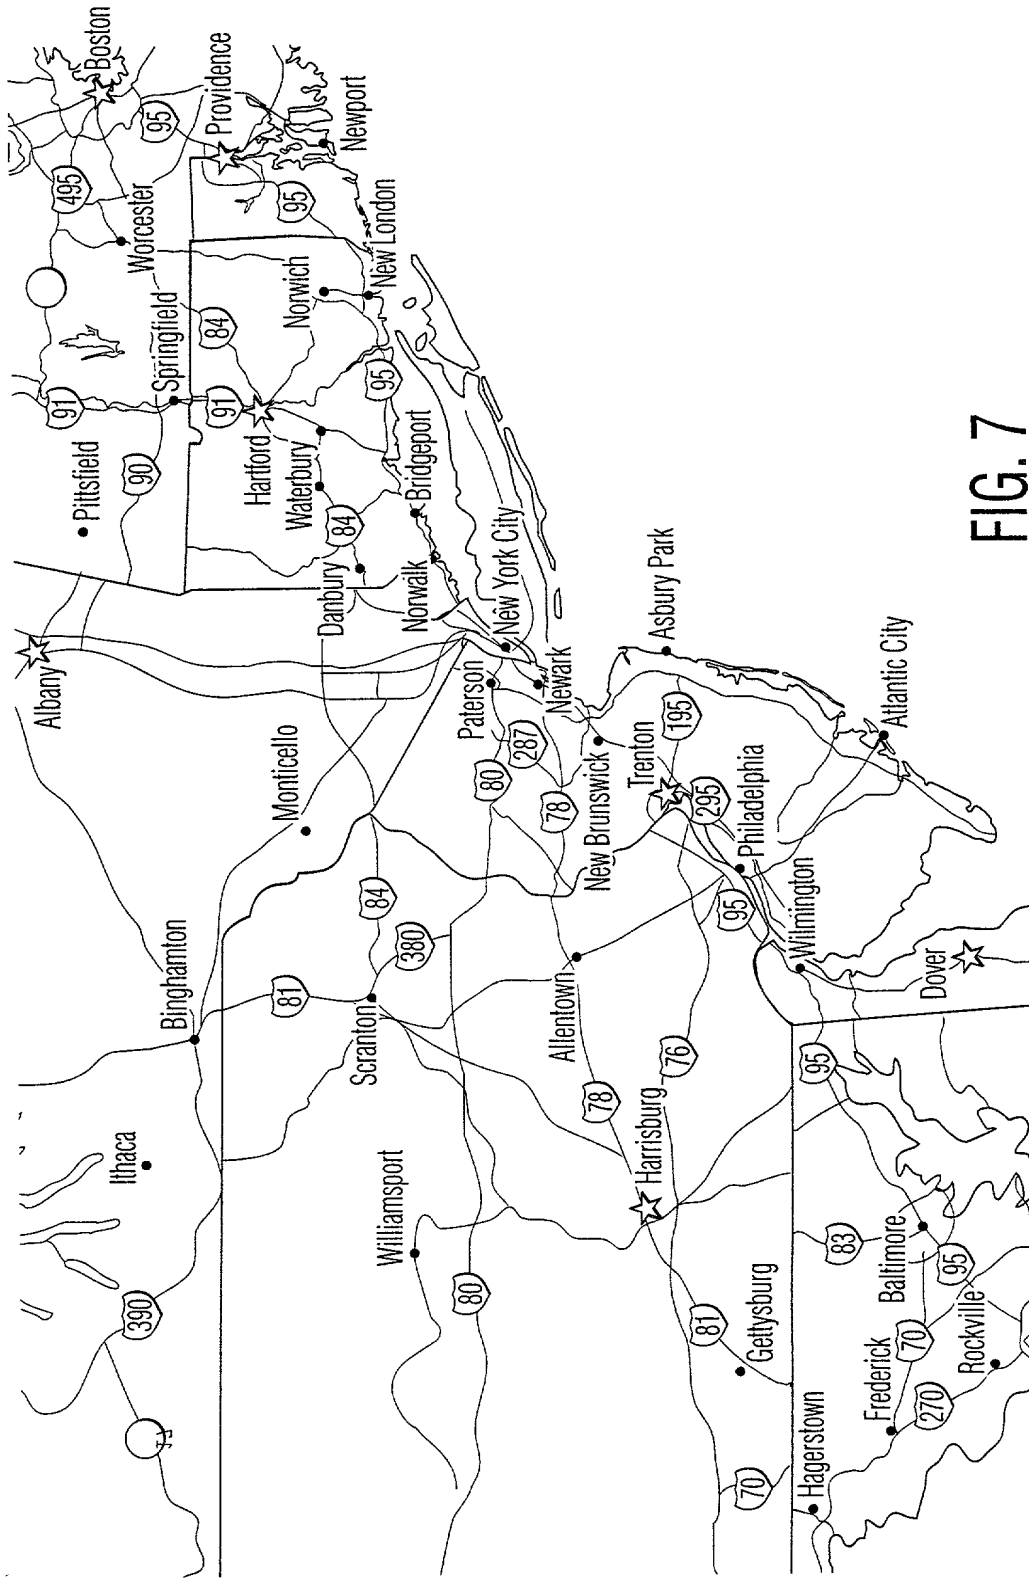 Boston
95
Providence
Newport
495
Worcester
95
New London
Norwich
Springfield
84
91
91
Hartford
95
Pittsfield
90
Waterbury
84
Bridgeport
Danbury
Norwalk
New York City
Albany
Paterson
Newark
Asbury Park
Monticello
80
287
78
New Brunswick
Trenton
195
295
Philadelphia
Atlantic City
84
380
95
Wilmington
Binghamton
81
Scranton
Allentown
Dover
78
76
95
Ithaca
Williamsport
Harrisburg
83
Baltimore
95
390
80
81
Gettysburg
70
Rockville
Frederick
270
70
Hagerstown
FIG. 7